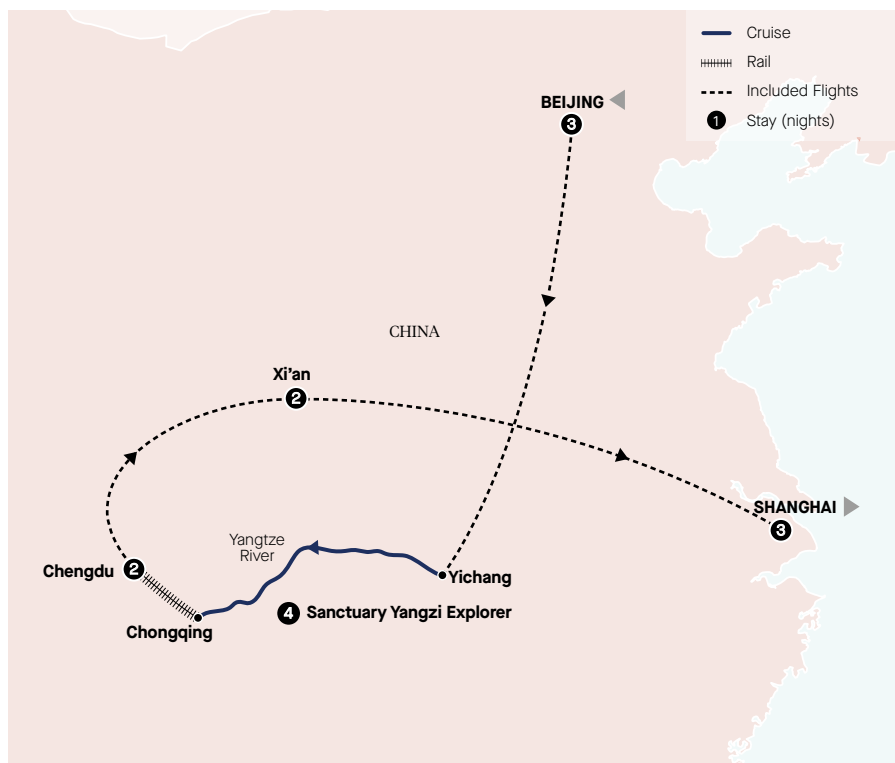 Cruise
Rail
Included Flights
1 Stay (nights)
BEIJING
3
CHINA
Xi’an
2
SHANGHAI
3
Yangtze
River
Chengdu 2
Yichang
4 Sanctuary Yangzi Explorer
Chongqing